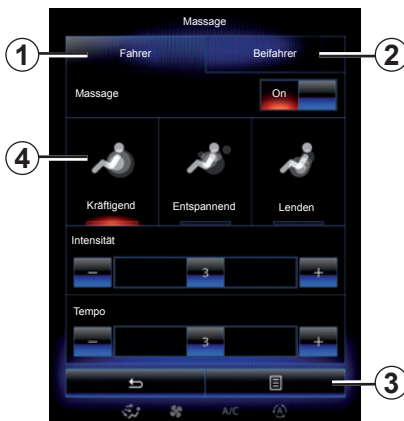 Massage
1 Fahrer Beifahrer 2
Massage On
4
Kräftigend Entspannend Lenden
Intensität
− 3 +
Tempo
− 3 +
3
A/C A